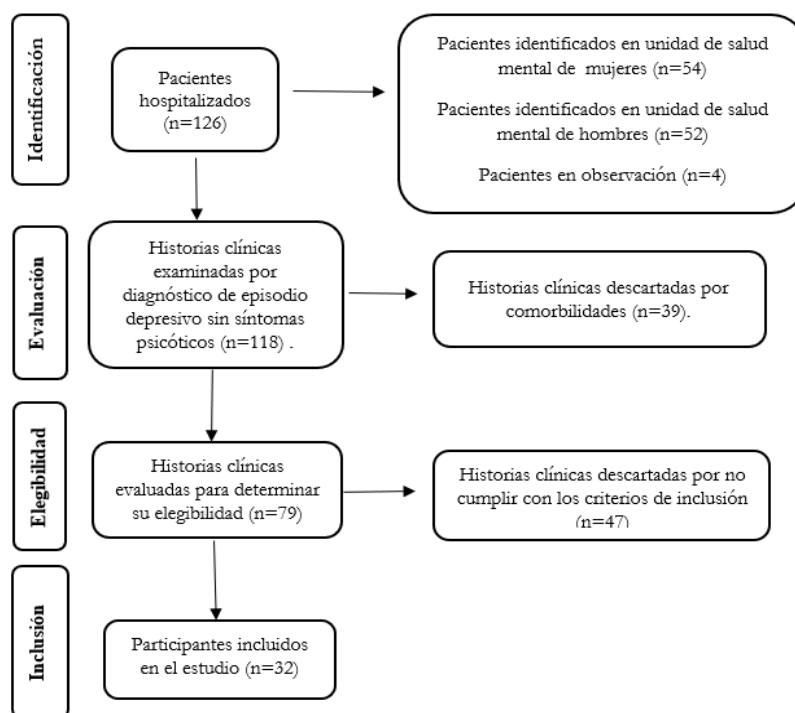 Identificación
Pacientes
hospitalizados
(n=126)
Pacientes identificados en unidad de salud
mental de mujeres (n=54)
Pacientes identificados en unidad de salud
mental de hombres (n=52)
Pacientes en observación (n=4)
Evaluación
Historias clínicas
examinadas por
diagnóstico de episodio
depresivo sin síntomas
psicóticos (n=118) .
Historias clínicas descartadas por
comorbilidades (n=39).
Elegibilidad
Historias clínicas
evaluadas para determinar
su elegibilidad (n=79)
Historias clínicas descartadas por no
cumplir con los criterios de inclusión
(n=47)
Inclusión
Participantes incluidos
en el estudio (n=32)